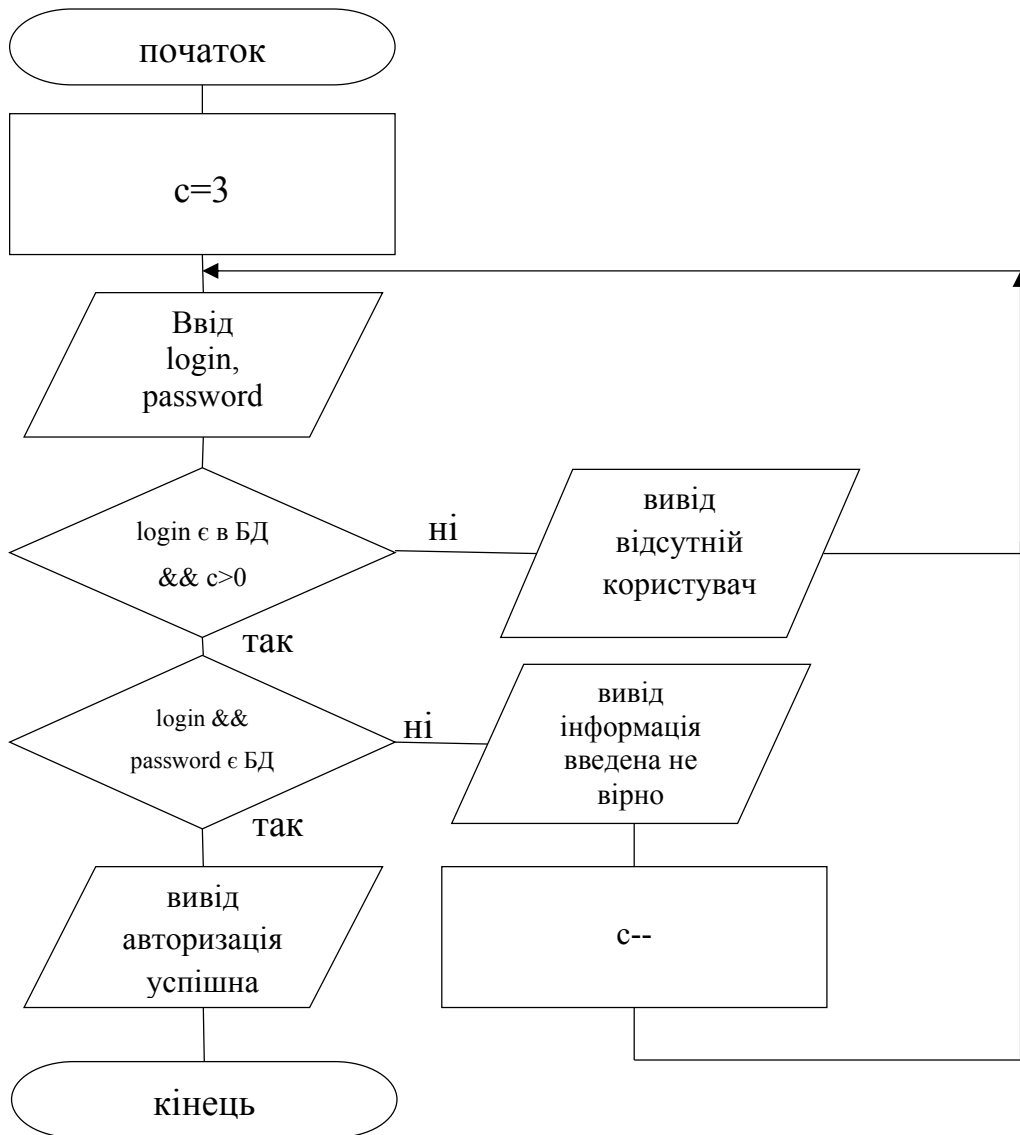 початок
c=3
Ввід
login,
password
login є в БД
&& c>0
ні
вивід
відсутній
користувач
так
login &&
password є БД
ні
вивід
інформація
введена не
вірно
так
вивід
авторизація
успішна
c--
кінець